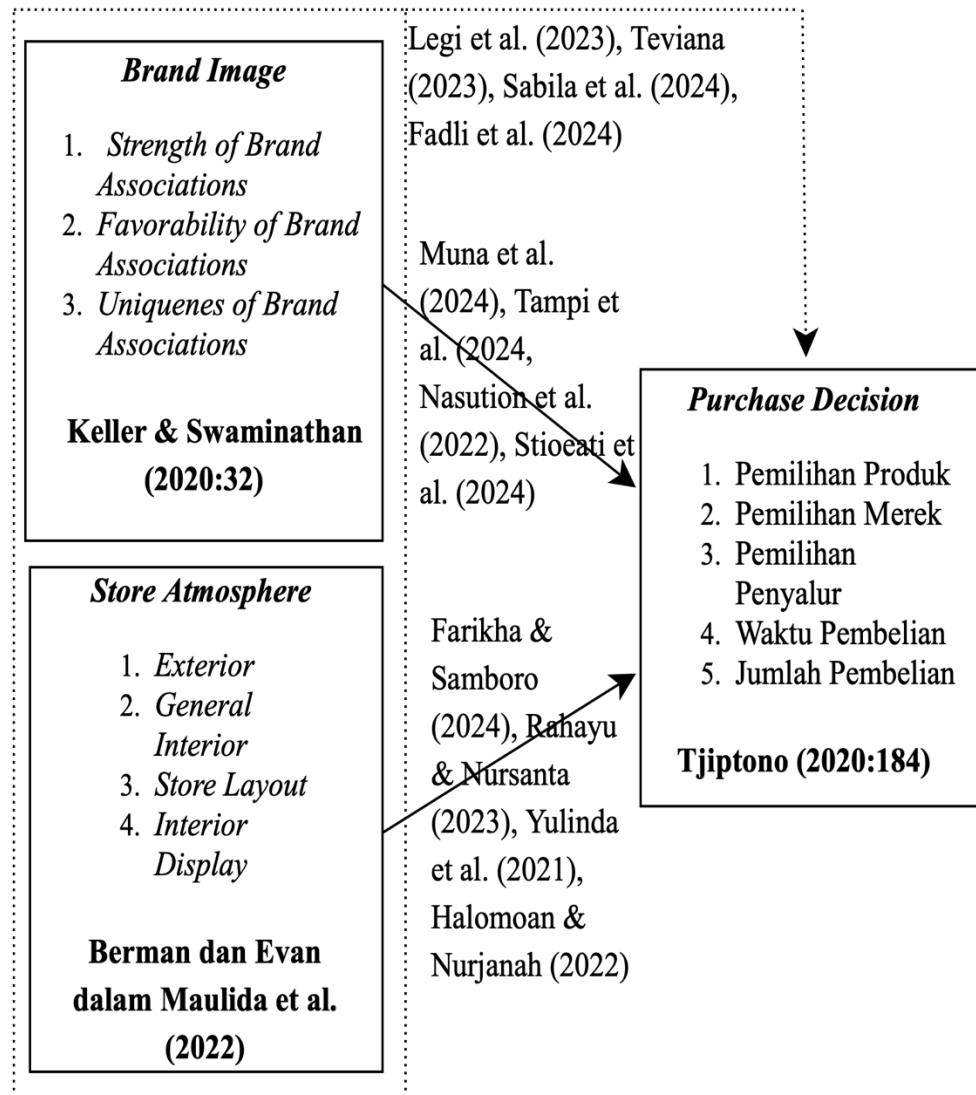 Brand Image
1. Strength of Brand
Associations
2. Favorability of Brand
Associations
3. Uniquenes of Brand
Associations
Keller & Swaminathan
(2020:32)
Store Atmosphere
1. Exterior
2. General
Interior
3. Store Layout
4. Interior
Display
Berman dan Evan
dalam Maulida et al.
(2022)
Legi et al. (2023), Teviana
(2023), Sabila et al. (2024),
Fadli et al. (2024)
Muna et al.
(2024), Tampi et
al. (2024,
Nasution et al.
(2022), Stioeati et
al. (2024)
Farikha &
Samboro
(2024), Rahayu
& Nursanta
(2023), Yulinda
et al. (2021),
Halomoan &
Nurjanah (2022)
Purchase Decision
1. Pemilihan Produk
2. Pemilihan Merek
3. Pemilihan
Penyalur
4. Waktu Pembelian
5. Jumlah Pembelian
Tjiptono (2020:184)